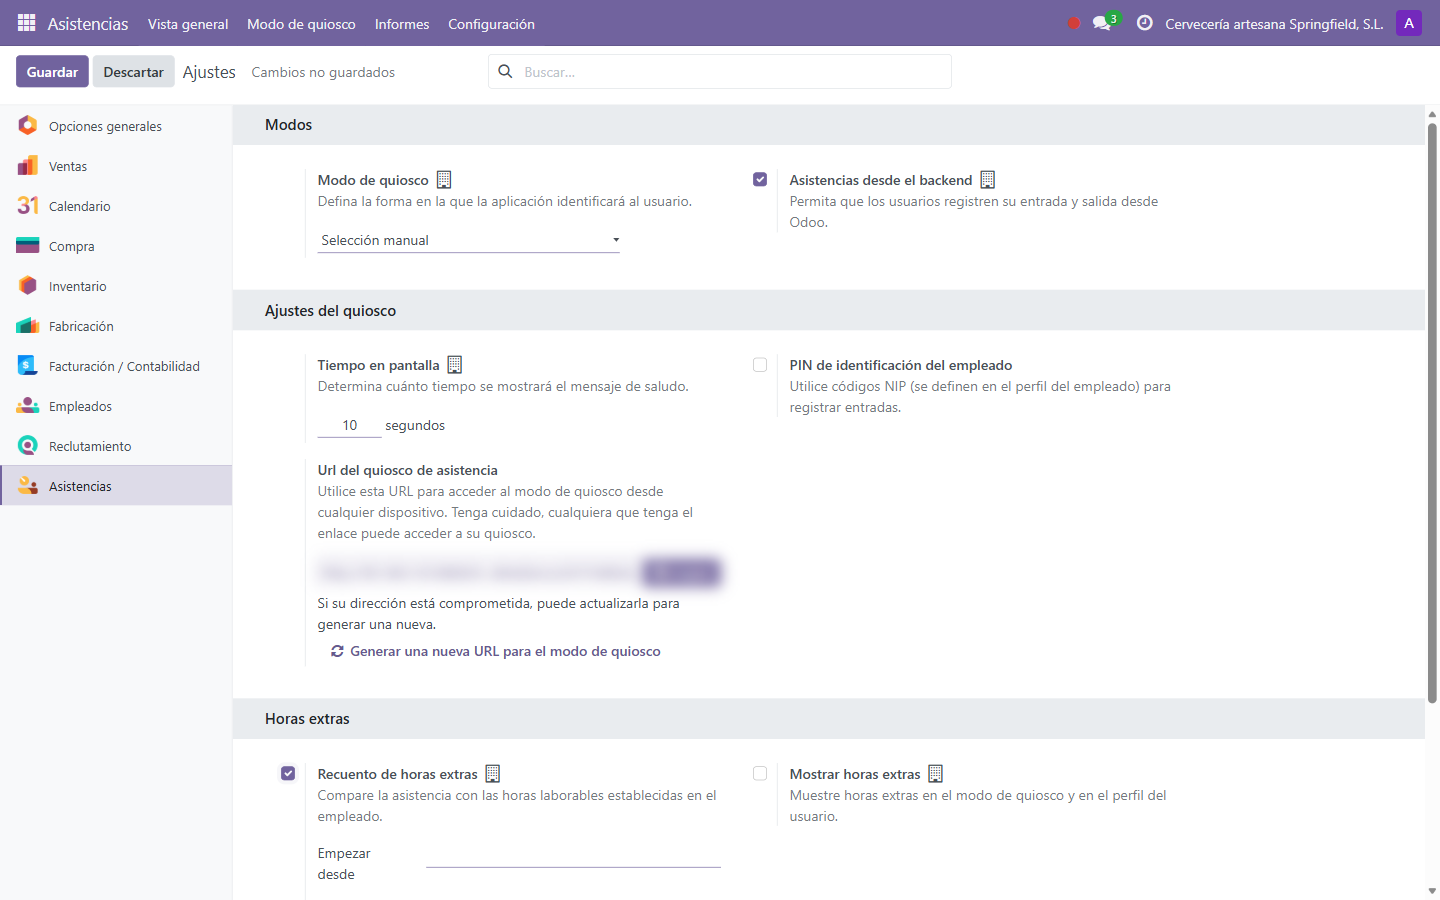 Asistencias Vista general Modo de quiosco Informes Configuración 3 Cervecería artesana Springfield, S.L. A
Guardar Descartar Ajustes Cambios no guardados Buscar...
Opciones generales
Ventas
31 Calendario
Compra
Inventario
Fabricación
$ Facturación / Contabilidad
Empleados
Reclutamiento
Asistencias
Modos
Modo de quiosco
Defina la forma en la que la aplicación identificará al usuario.
Selección manual
Asistencias desde el backend
Permita que los usuarios registren su entrada y salida desde
Odoo.
Ajustes del quiosco
Tiempo en pantalla
Determina cuánto tiempo se mostrará el mensaje de saludo.
10 segundos
PIN de identificación del empleado
Utilice códigos NIP (se definen en el perfil del empleado) para
registrar entradas.
Url del quiosco de asistencia
Utilice esta URL para acceder al modo de quiosco desde
cualquier dispositivo. Tenga cuidado, cualquiera que tenga el
enlace puede acceder a su quiosco.
Si su dirección está comprometida, puede actualizarla para
generar una nueva.
Generar una nueva URL para el modo de quiosco
Horas extras
Recuento de horas extras
Compare la asistencia con las horas laborables establecidas en el
empleado.
Empezar
desde
Mostrar horas extras
Muestre horas extras en el modo de quiosco y en el perfil del
usuario.